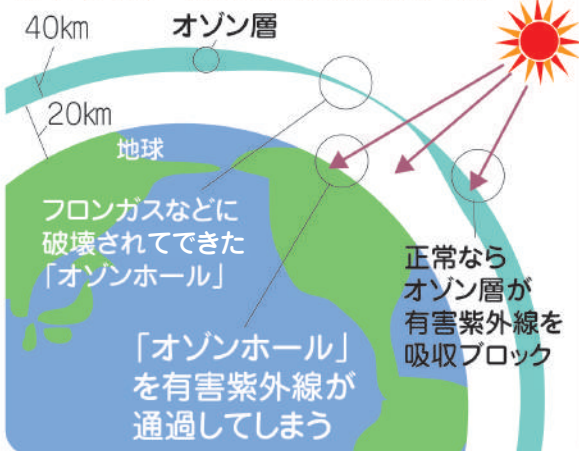 40km
オゾン層
20km
地球
フロンガスなどに
破壊されてできた
「オゾンホール」
正常なら
オゾン層が
有害紫外線を
吸収ブロック
「オゾンホール」
を有害紫外線が
通過してしまう